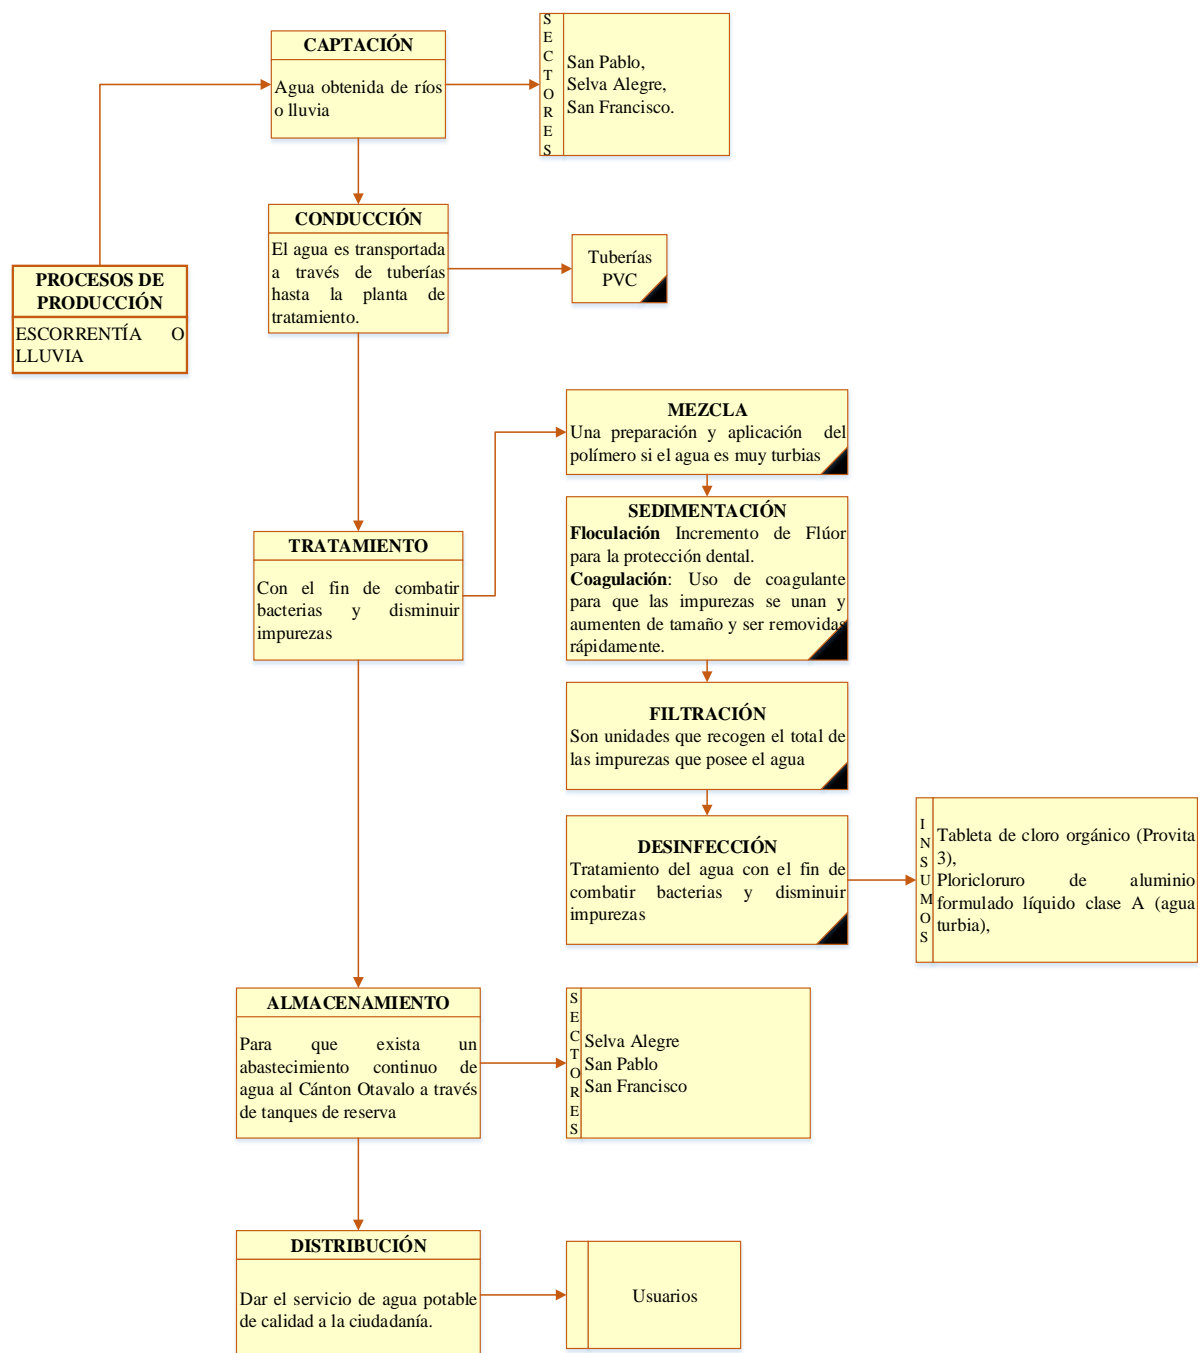 CAPTACIÓN
Agua obtenida de ríos
o lluvia
SECTORES
San Pablo,
Selva Alegre,
San Francisco.
PROCESOS DE
PRODUCCIÓN
ESCORRENTÍA O
LLUVIA
CONDUCCIÓN
El agua es transportada
a través de tuberías
hasta la planta de
tratamiento.
Tuberías
PVC
TRATAMIENTO
Con el fin de combatir
bacterias y disminuir
impurezas
MEZCLA
Una preparación y aplicación del
polímero si el agua es muy turbias
SEDIMENTACIÓN
Floculación Incremento de Flúor
para la protección dental.
Coagulación: Uso de coagulante
para que las impurezas se unan y
aumenten de tamaño y ser removidas
rápidamente.
FILTRACIÓN
Son unidades que recogen el total de
las impurezas que posee el agua
DESINFECCIÓN
Tratamiento del agua con el fin de
combatir bacterias y disminuir
impurezas
INSUMOS
Tableta de cloro orgánico (Provita
3),
Ploricloruro de aluminio
formulado líquido clase A (agua
turbia),
ALMACENAMIENTO
Para que exista un
abastecimiento continuo de
agua al Cánton Otavalo a través
de tanques de reserva
SECTORES
Selva Alegre
San Pablo
San Francisco
DISTRIBUCIÓN
Dar el servicio de agua potable
de calidad a la ciudadanía.
Usuarios